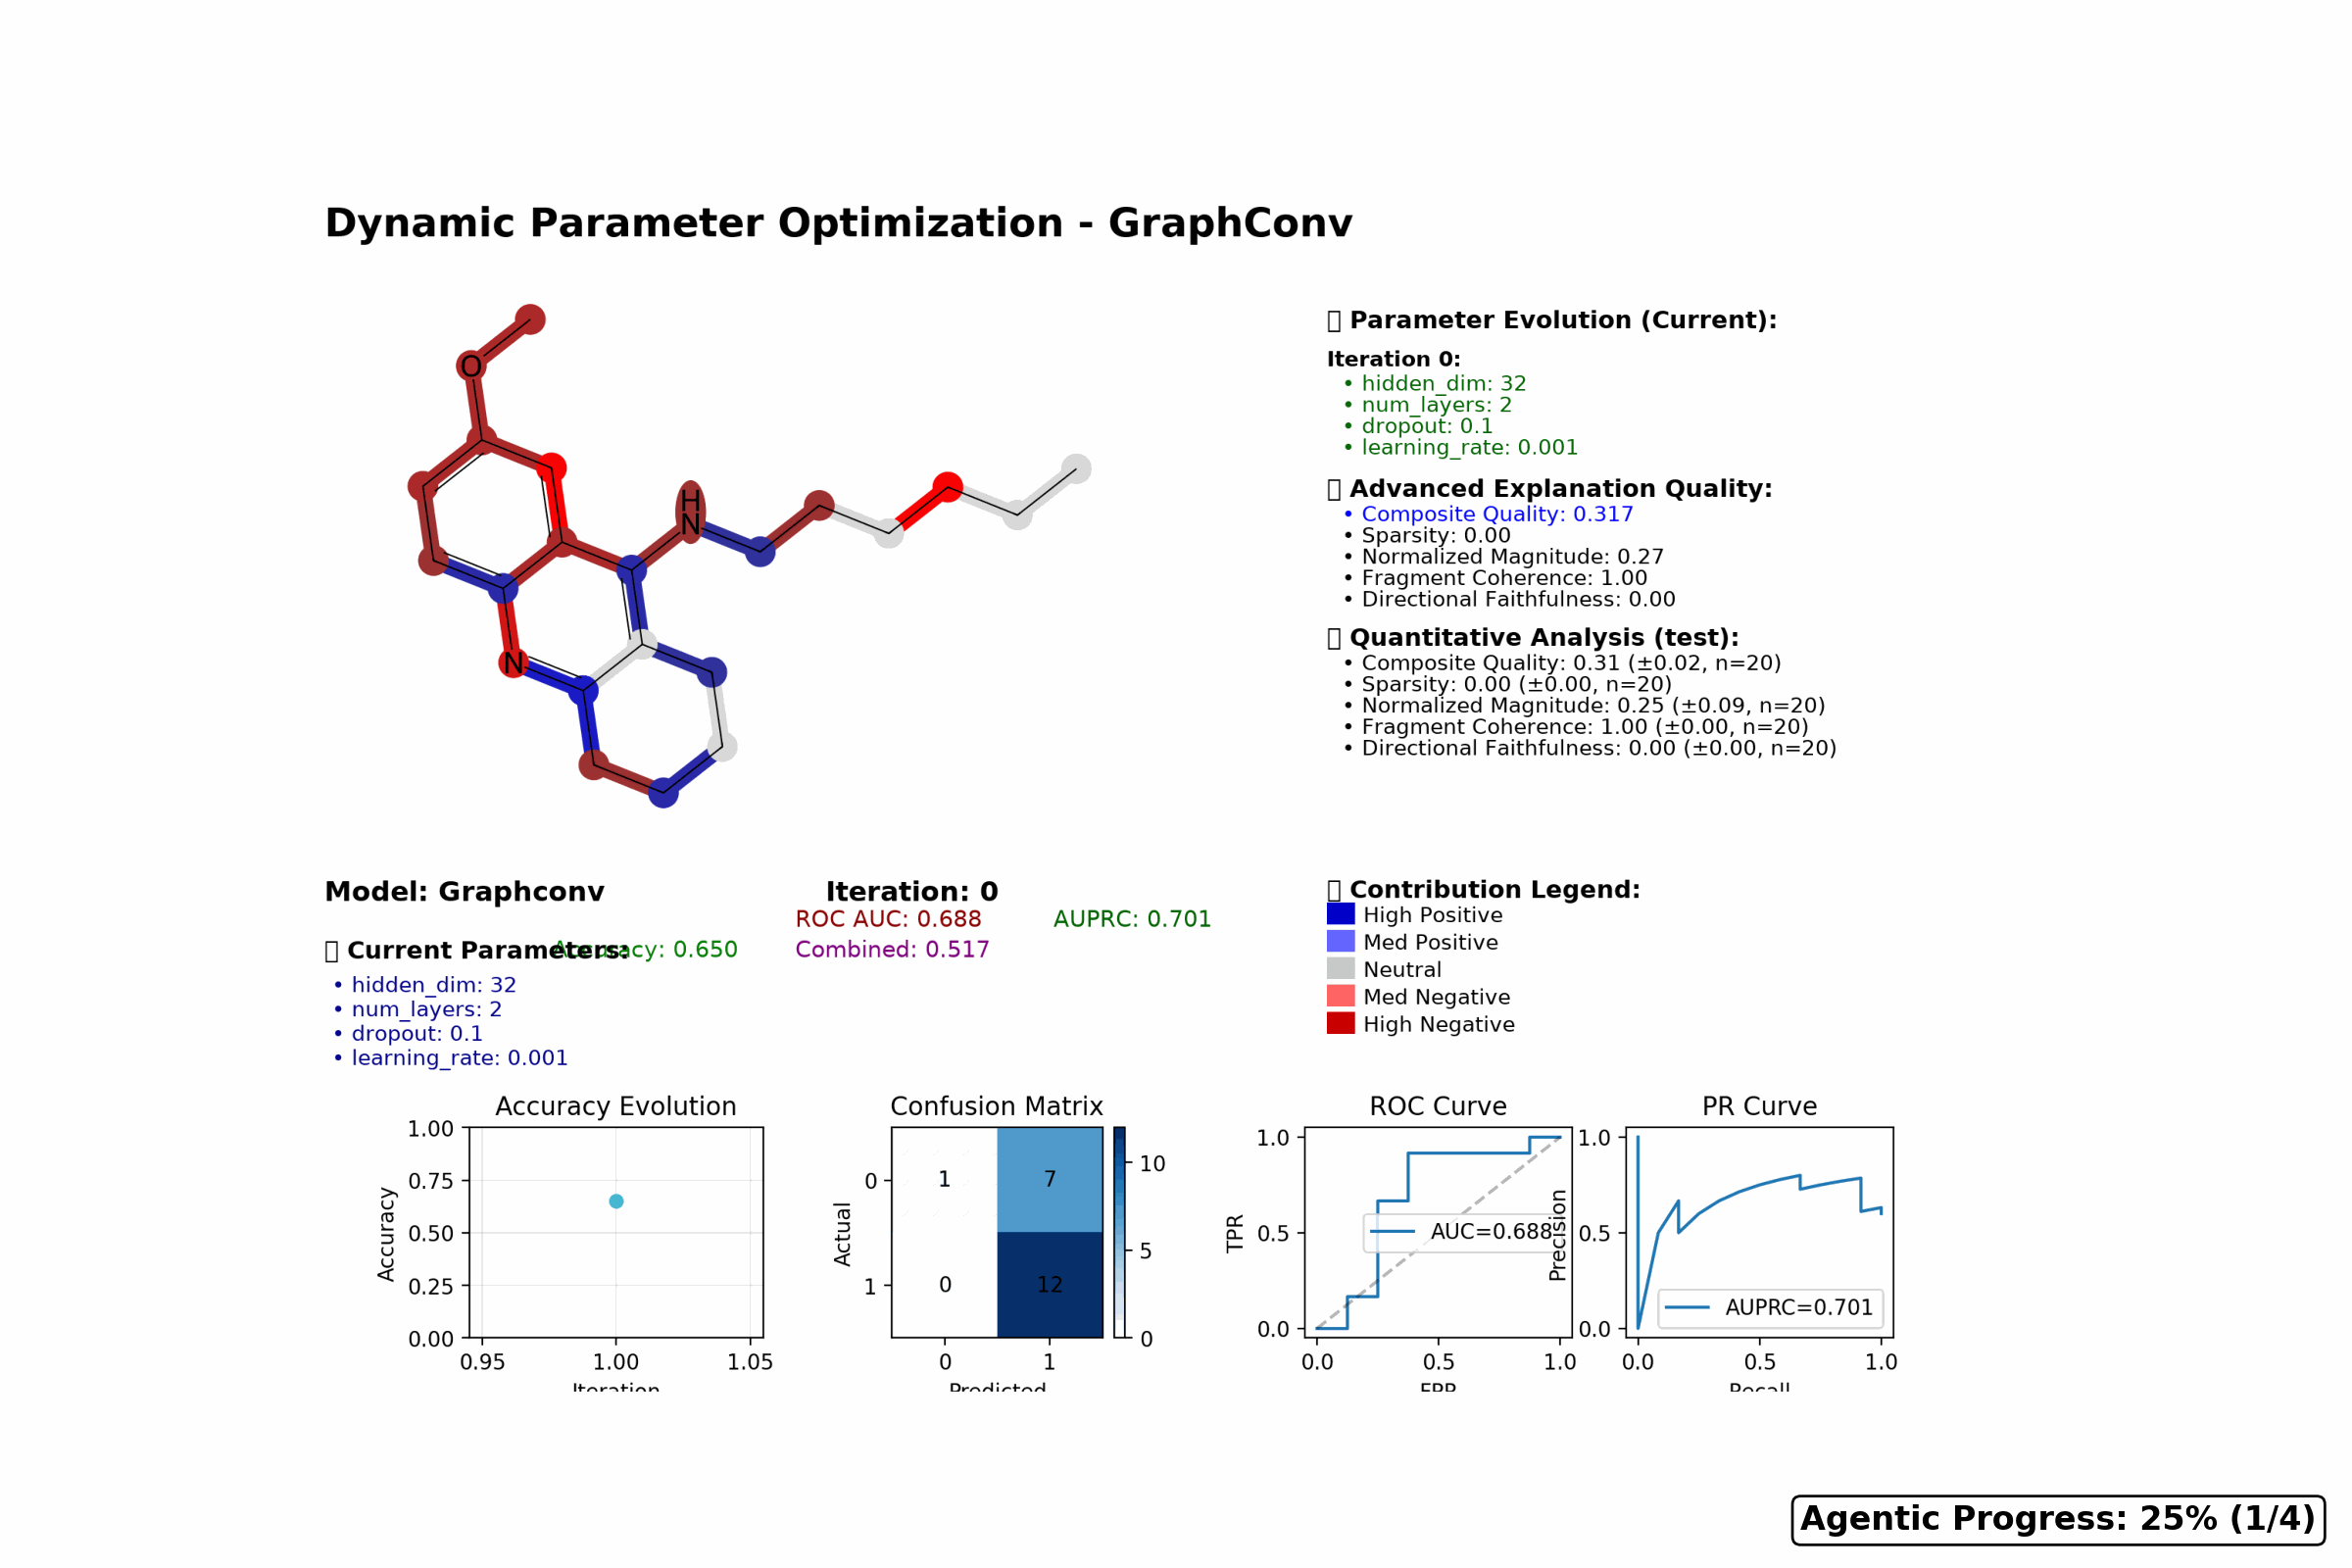 Dynamic Parameter Optimization - GraphConv
O
H
N
N
Parameter Evolution (Current):
Iteration 0:
• hidden_dim: 32
• num_layers: 2
• dropout: 0.1
• learning_rate: 0.001
Advanced Explanation Quality:
• Composite Quality: 0.317
• Sparsity: 0.00
• Normalized Magnitude: 0.27
• Fragment Coherence: 1.00
• Directional Faithfulness: 0.00
Quantitative Analysis (test):
• Composite Quality: 0.31 (±0.02, n=20)
• Sparsity: 0.00 (±0.00, n=20)
• Normalized Magnitude: 0.25 (±0.09, n=20)
• Fragment Coherence: 1.00 (±0.00, n=20)
• Directional Faithfulness: 0.00 (±0.00, n=20)
Model: Graphconv
Iteration: 0
ROC AUC: 0.688
AUPRC: 0.701
Current Parameters:
Accuracy: 0.650
Combined: 0.517
• hidden_dim: 32
• num_layers: 2
• dropout: 0.1
• learning_rate: 0.001
Contribution Legend:
High Positive
Med Positive
Neutral
Med Negative
High Negative
Accuracy Evolution
Accuracy
1.00
0.75
0.50
0.25
0.00
0.95
1.00
1.05
Iteration
Confusion Matrix
Actual
0
1
1
7
0
12
0
1
Predicted
10
5
0
ROC Curve
TPR
1.0
0.5
0.0
AUC=0.688
0.0
0.5
1.0
FPR
PR Curve
Precision
1.0
0.5
0.0
AUPRC=0.701
0.0
0.5
1.0
Recall
Agentic Progress: 25% (1/4)